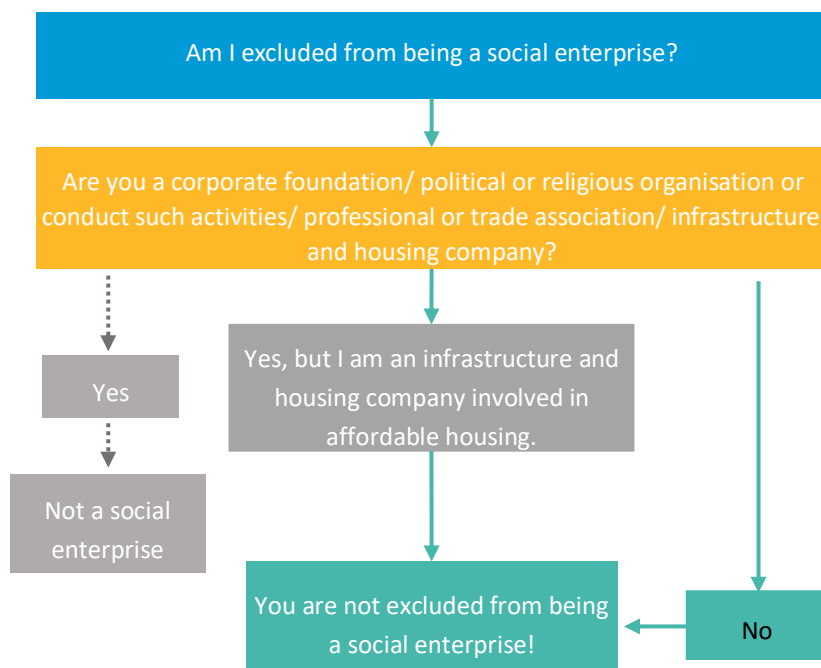 Am I excluded from being a social enterprise?
Are you a corporate foundation/ political or religious organisation or
conduct such activities/ professional or trade association/ infrastructure
and housing company?
Yes
Yes, but I am an infrastructure and
housing company involved in
affordable housing.
Not a social
enterprise
You are not excluded from being
a social enterprise!
No